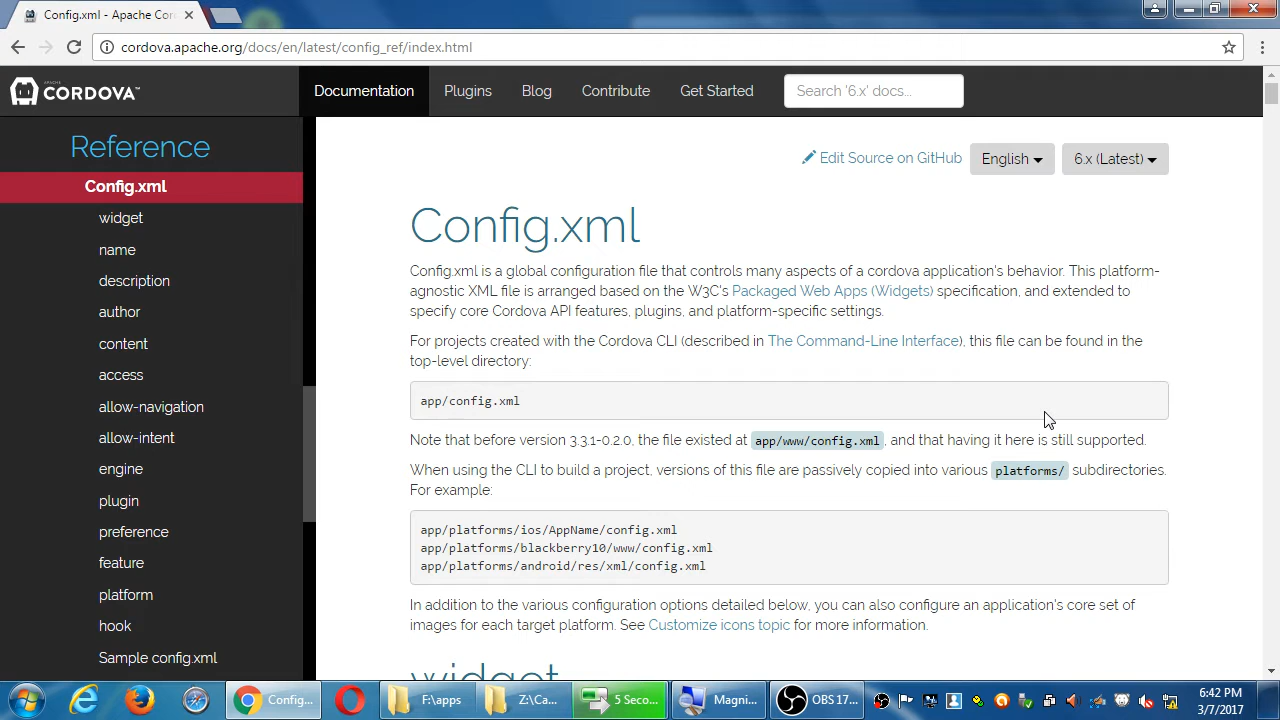 Config.xml - Apache Cor
cordova.apache.org/docs/en/latest/config_ref/index.html
APACHE
CORDOVA™
Documentation
Plugins
Blog
Contribute
Get Started
Search '6.x' docs...
Reference
Config.xml
widget
name
description
author
content
access
allow-navigation
allow-intent
engine
plugin
preference
feature
platform
hook
Sample config.xml
Edit Source on GitHub
English
6.x (Latest)
Config.xml
Config.xml is a global configuration file that controls many aspects of a cordova application's behavior. This platform-
agnostic XML file is arranged based on the W3C's Packaged Web Apps (Widgets) specification, and extended to
specify core Cordova API features, plugins, and platform-specific settings.
For projects created with the Cordova CLI (described in The Command-Line Interface), this file can be found in the
top-level directory:
app/config.xml
Note that before version 3.3.1-0.2.0, the file existed at app/www/config.xml, and that having it here is still supported.
When using the CLI to build a project, versions of this file are passively copied into various platforms/ subdirectories.
For example:
app/platforms/ios/AppName/config.xml
app/platforms/blackberry10/www/config.xml
app/platforms/android/res/xml/config.xml
In addition to the various configuration options detailed below, you can also configure an application's core set of
images for each target platform. See Customize icons topic for more information.
widget
Config...
F:\apps
Z:\Ca...
5 Seco...
Magni...
OBS 17...
6:42 PM
3/7/2017